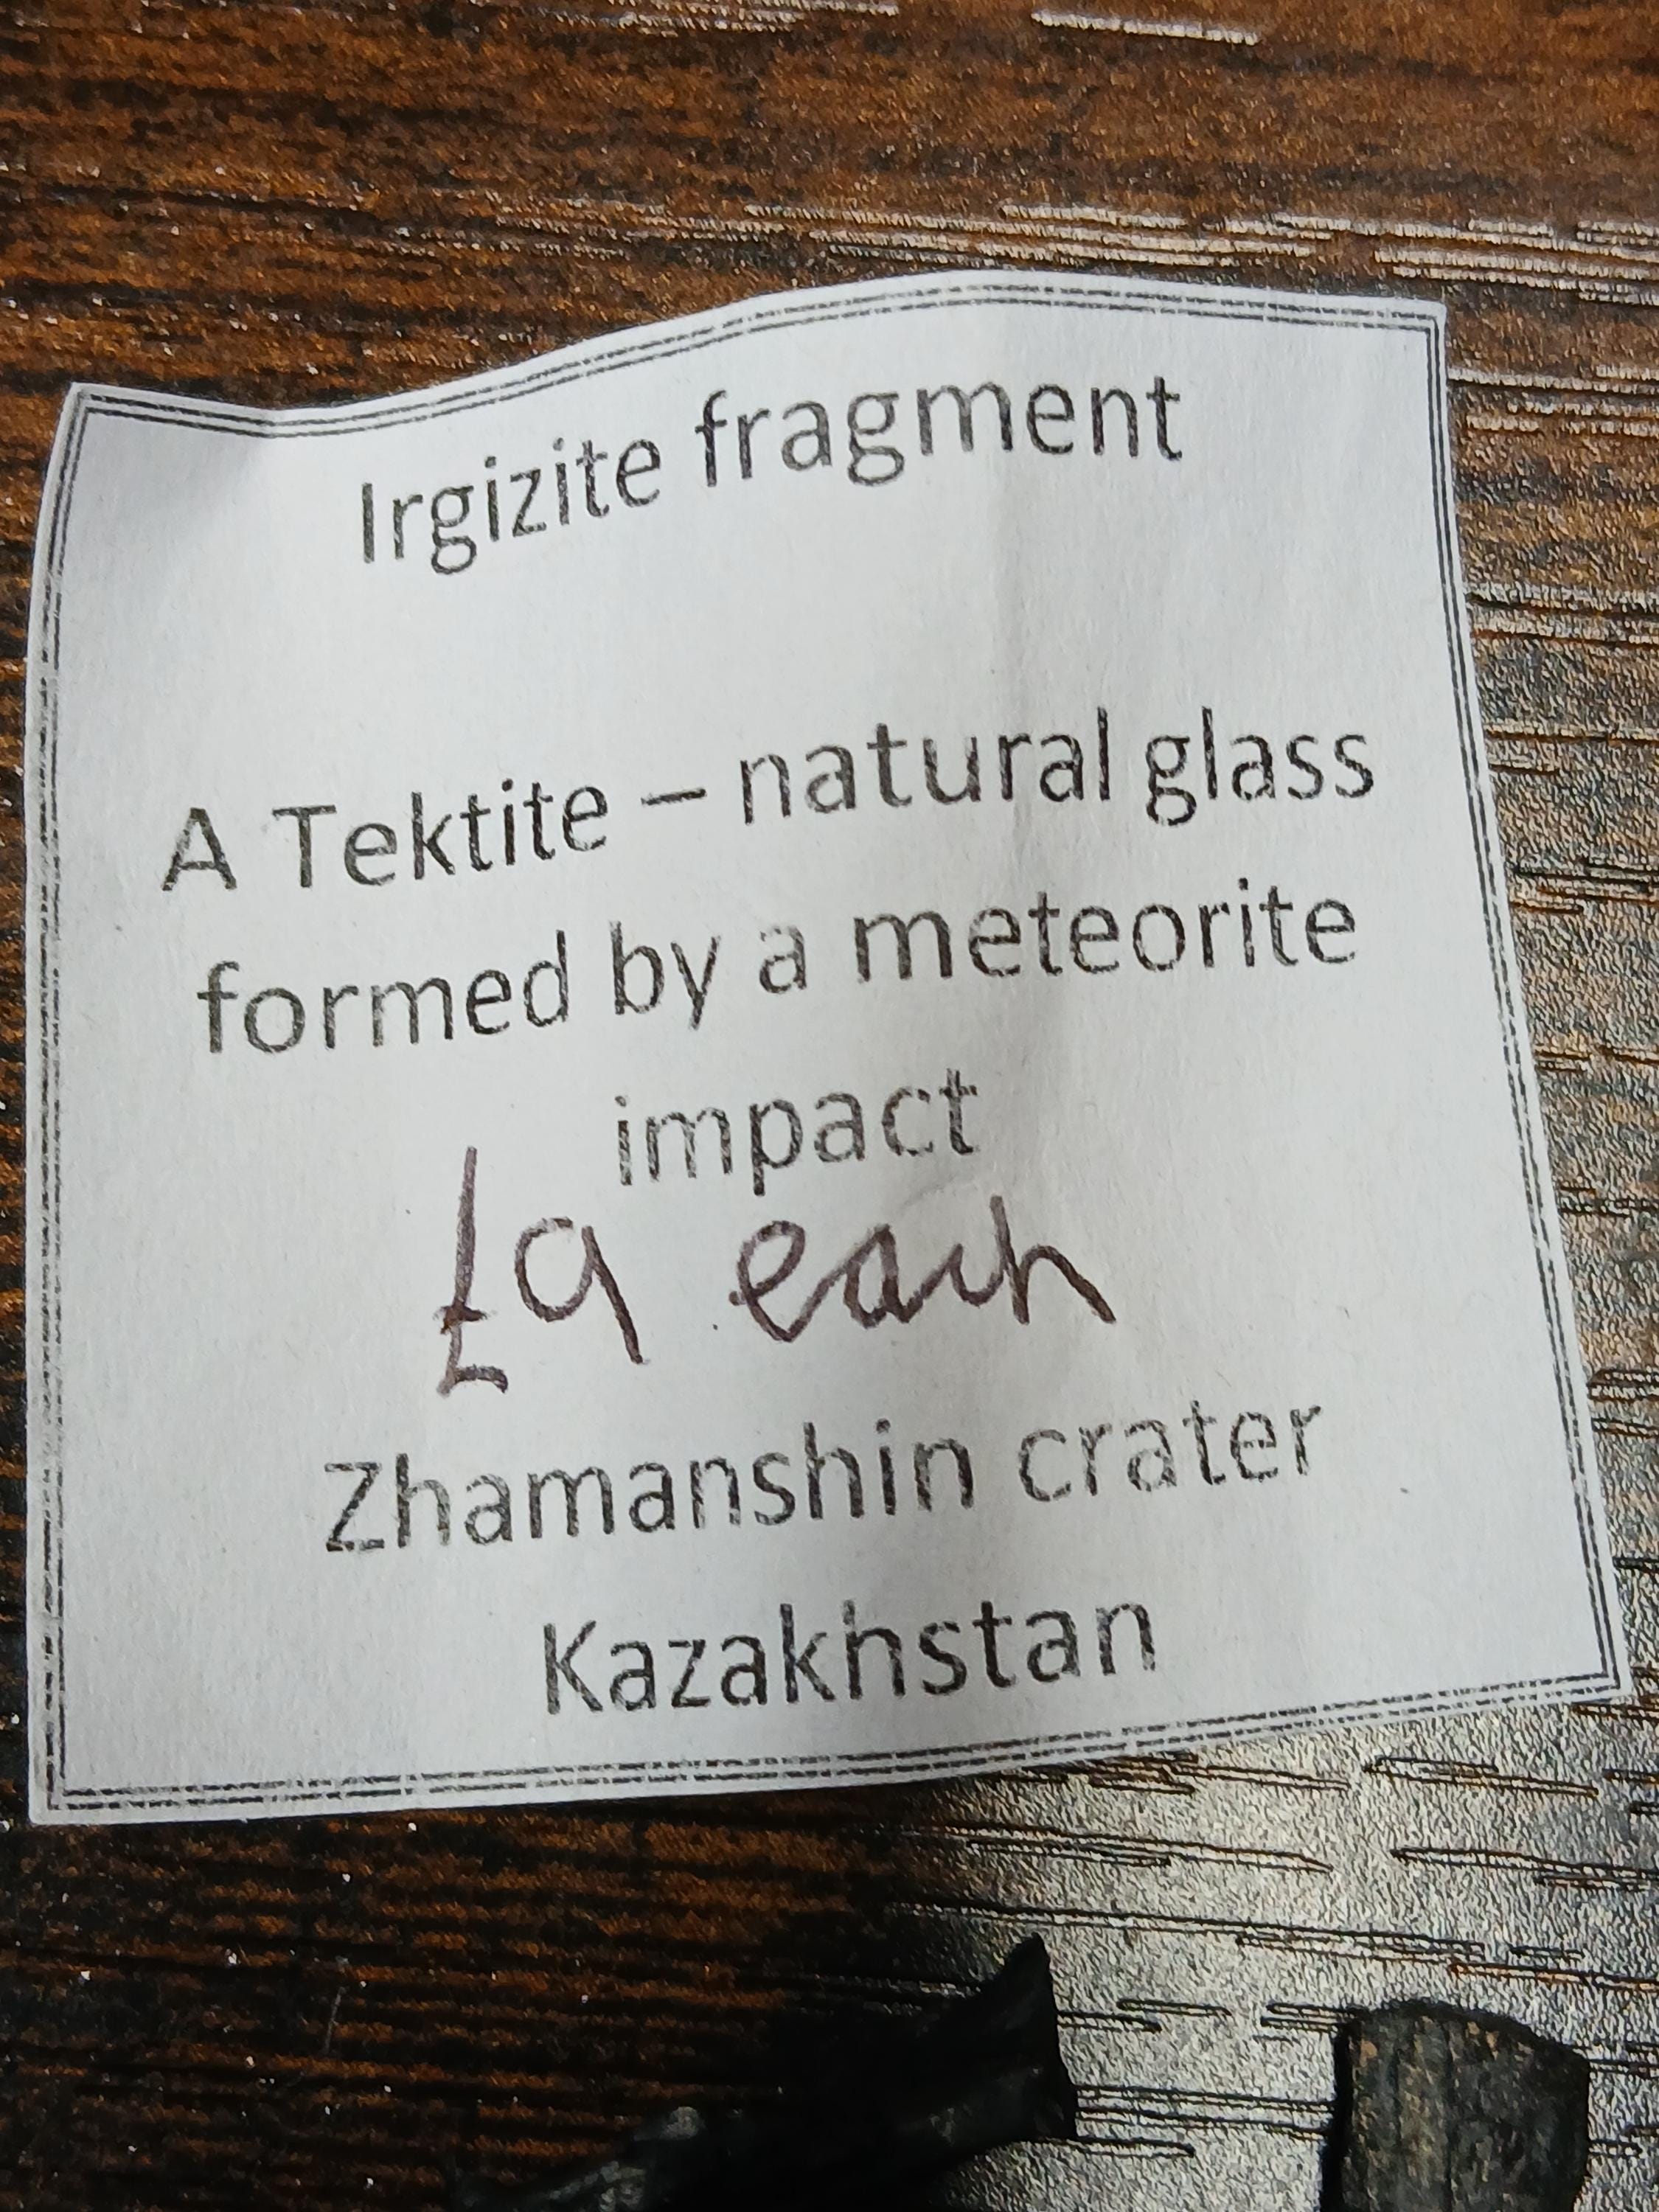 Irgizite fragment
A Tektite – natural glass
formed by a meteorite
impact
£9 each
Zhamanshin crater
Kazakhstan